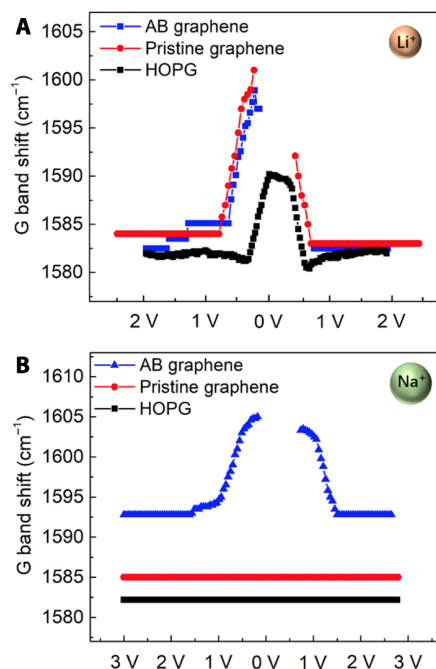 A
AB graphene
Pristine graphene
HOPG
Li+
G band shift (cm⁻¹)
1605
1600
1595
1590
1585
1580
2 V 1 V 0 V 1 V 2 V
B
AB graphene
Pristine graphene
HOPG
Na+
G band shift (cm⁻¹)
1610
1605
1600
1595
1590
1585
1580
3 V 2 V 1 V 0 V 1 V 2 V 3 V